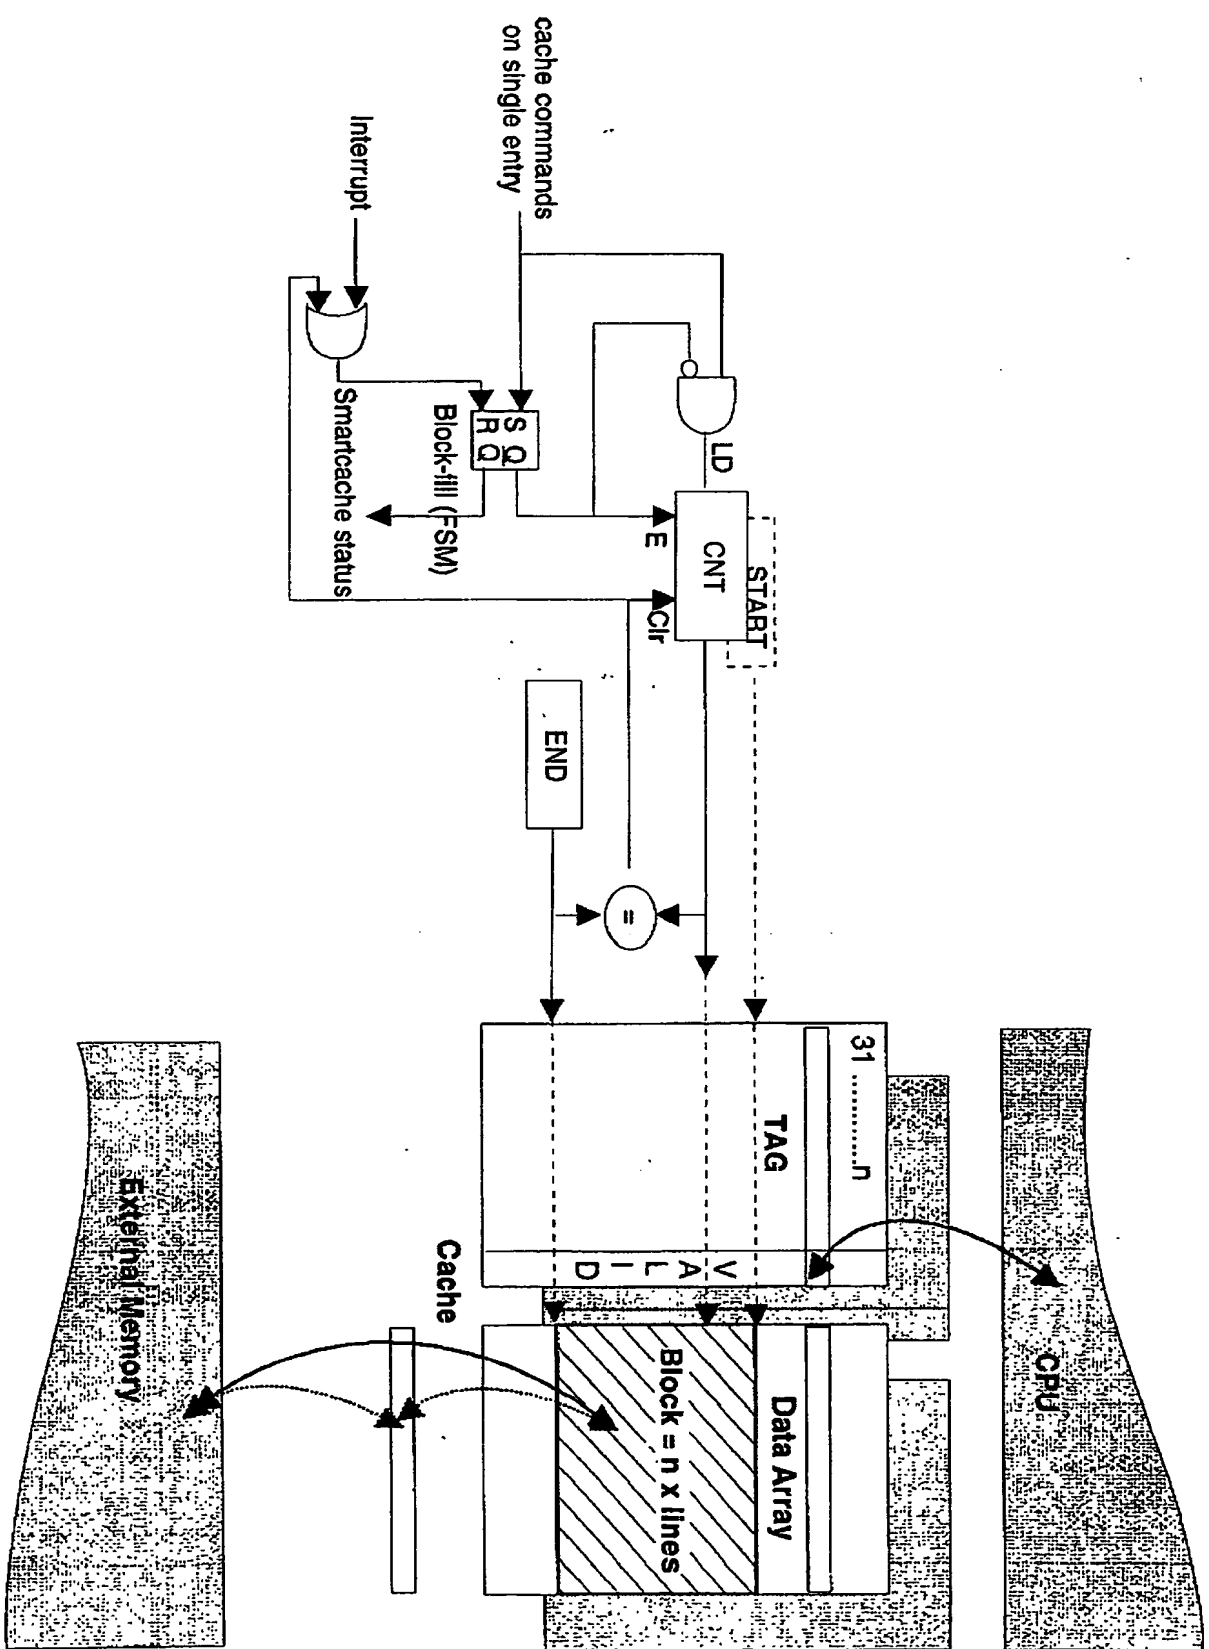 cache commands
on single entry
Interrupt
LD
START
CNT
E
Clr
S Q
R Q
Block-fill (FSM)
Smartcache status
END
=
CPU
31 ............n
TAG
VALID
Data Array
Block = n x lines
Cache
External Memory